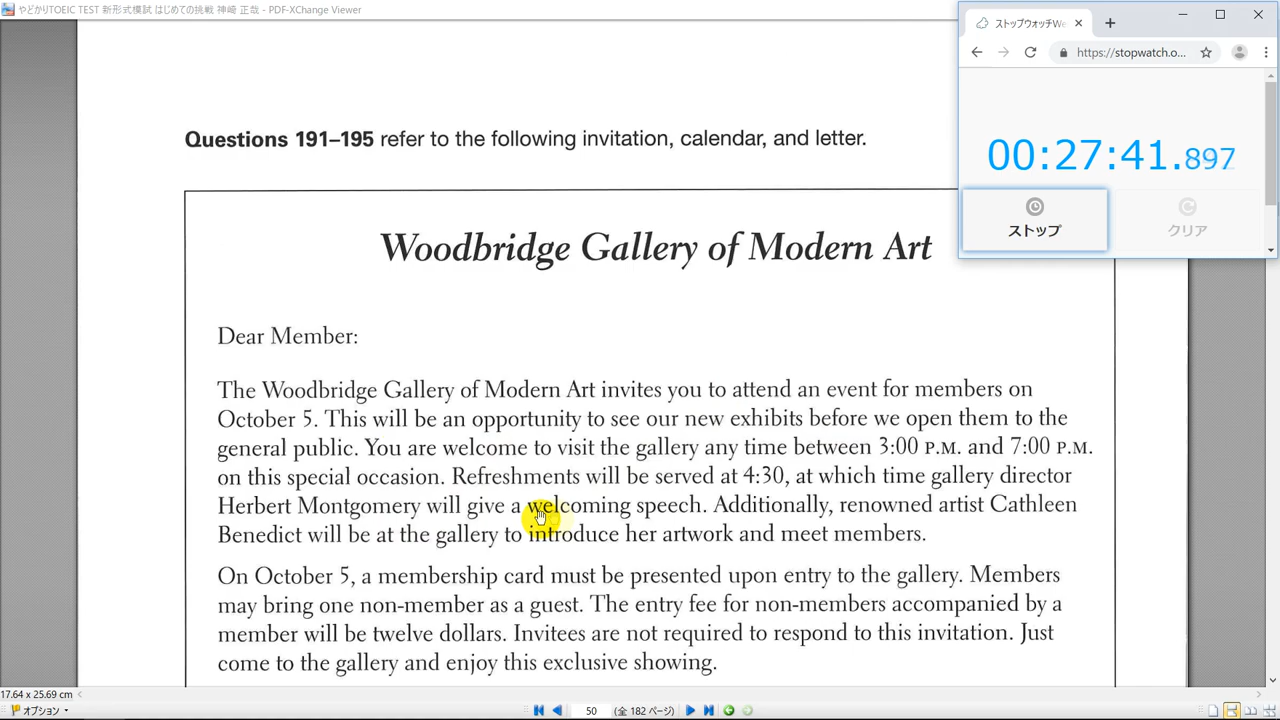 やどかりTOEIC TEST 新形式模試 はじめての挑戦 神崎 正哉 - PDF-XChange Viewer
ストップウォッチWe
https://stopwatch.o...
00:27:41.897
ストップ
クリア
Questions 191–195 refer to the following invitation, calendar, and letter.
Woodbridge Gallery of Modern Art
Dear Member:
The Woodbridge Gallery of Modern Art invites you to attend an event for members on
October 5. This will be an opportunity to see our new exhibits before we open them to the
general public. You are welcome to visit the gallery any time between 3:00 P.M. and 7:00 P.M.
on this special occasion. Refreshments will be served at 4:30, at which time gallery director
Herbert Montgomery will give a welcoming speech. Additionally, renowned artist Cathleen
Benedict will be at the gallery to introduce her artwork and meet members.
On October 5, a membership card must be presented upon entry to the gallery. Members
may bring one non-member as a guest. The entry fee for non-members accompanied by a
member will be twelve dollars. Invitees are not required to respond to this invitation. Just
come to the gallery and enjoy this exclusive showing.
17.64 x 25.69 cm
オプション
50
(全 182 ページ)